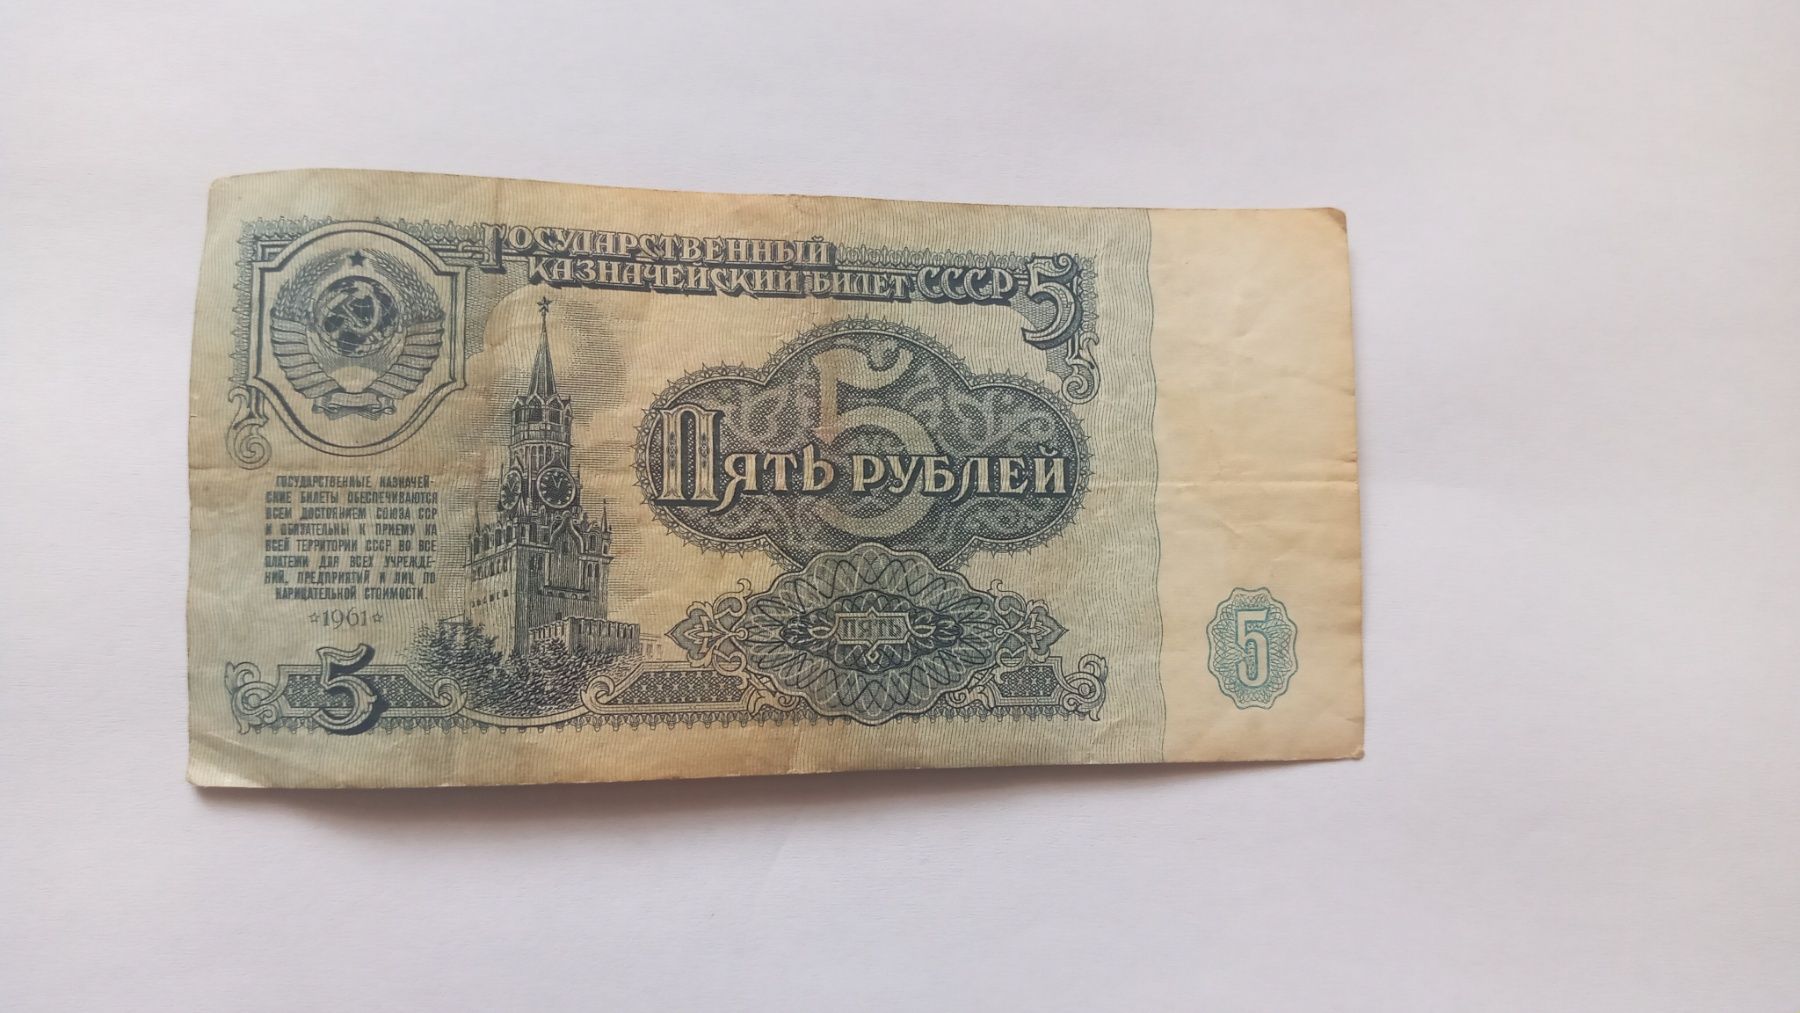 ГОСУДАРСТВЕННЫЙ
КАЗНАЧЕЙСКИЙ БИЛЕТ СССР 5
5
ПЯТЬ РУБЛЕЙ
ГОСУДАРСТВЕННЫЕ КАЗНАЧЕЙ-
СКИЕ БИЛЕТЫ ОБЕСПЕЧИВАЮТСЯ
ВСЕМ ДОСТОЯНИЕМ СОЮЗА ССР
И ОБЯЗАТЕЛЬНЫ К ПРИЕМУ НА
ВСЕЙ ТЕРРИТОРИИ СССР ВО ВСЕ
ПЛАТЕЖИ ДЛЯ ВСЕХ УЧРЕЖДЕ-
НИЙ, ПРЕДПРИЯТИЙ И ЛИЦ ПО
НАРИЦАТЕЛЬНОЙ СТОИМОСТИ
☆1961☆
5
ПЯТЬ
5